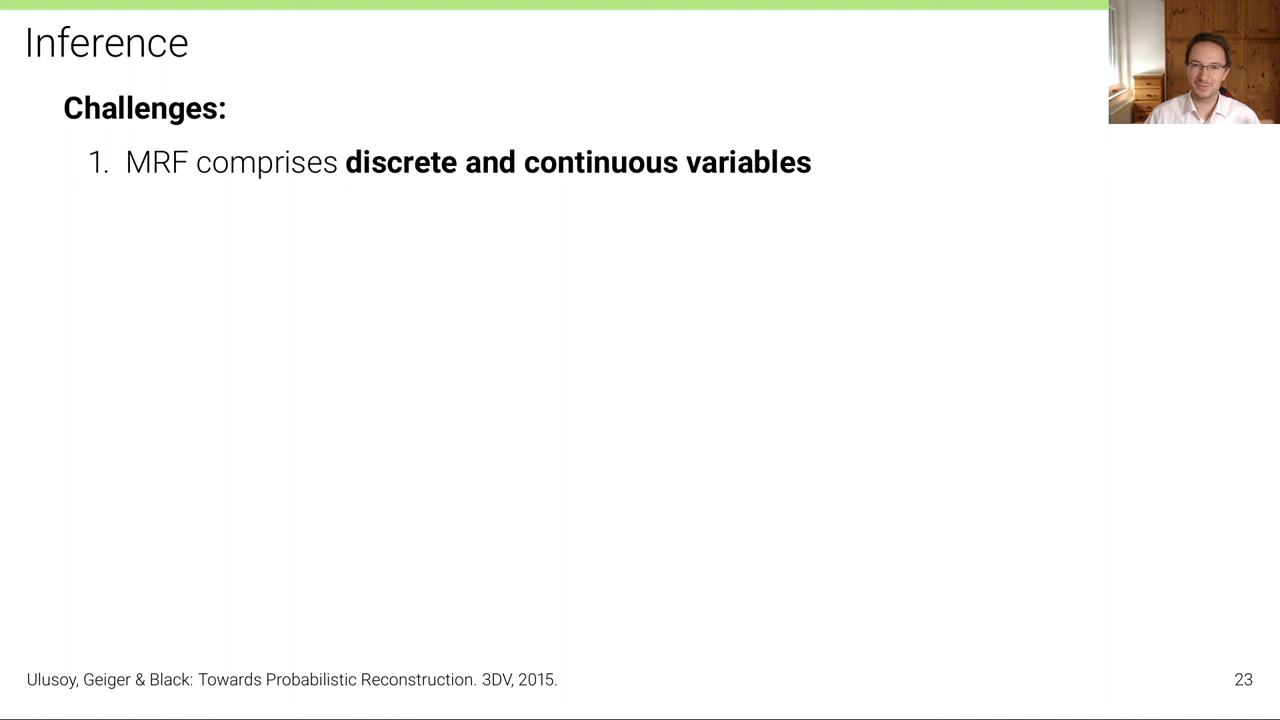 Inference
Challenges:
1. MRF comprises discrete and continuous variables
Ulusoy, Geiger & Black: Towards Probabilistic Reconstruction. 3DV, 2015.
23